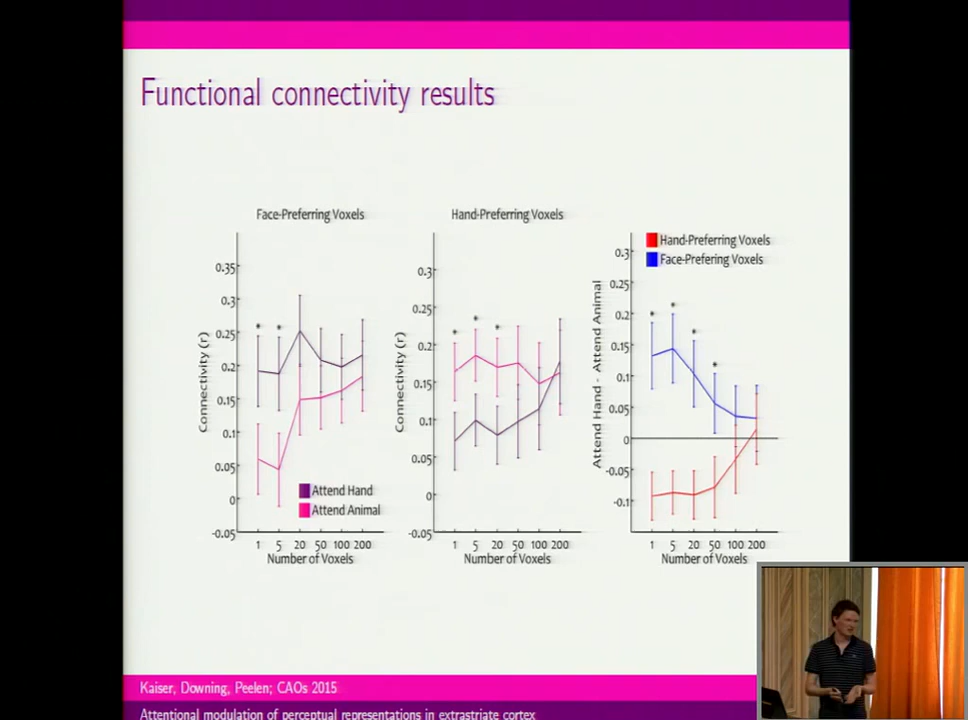 Functional connectivity results
Face-Preferring Voxels
Connectivity (r)
0.35
0.3
0.25
0.2
0.15
0.1
0.05
0
-0.05
1 5 20 50 100 200
Number of Voxels
Attend Hand
Attend Animal
Hand-Preferring Voxels
Connectivity (r)
0.3
0.25
0.2
0.15
0.1
0.05
0
-0.05
1 5 20 50 100 200
Number of Voxels
Hand-Preferring Voxels
Face-Prefering Voxels
Attend Hand - Attend Animal
0.3
0.25
0.2
0.15
0.1
0.05
0
-0.05
-0.1
1 5 20 50 100 200
Number of Voxels
Kaiser, Downing, Peelen; CAOs 2015
Attentional modulation of perceptual representations in extrastriate cortex